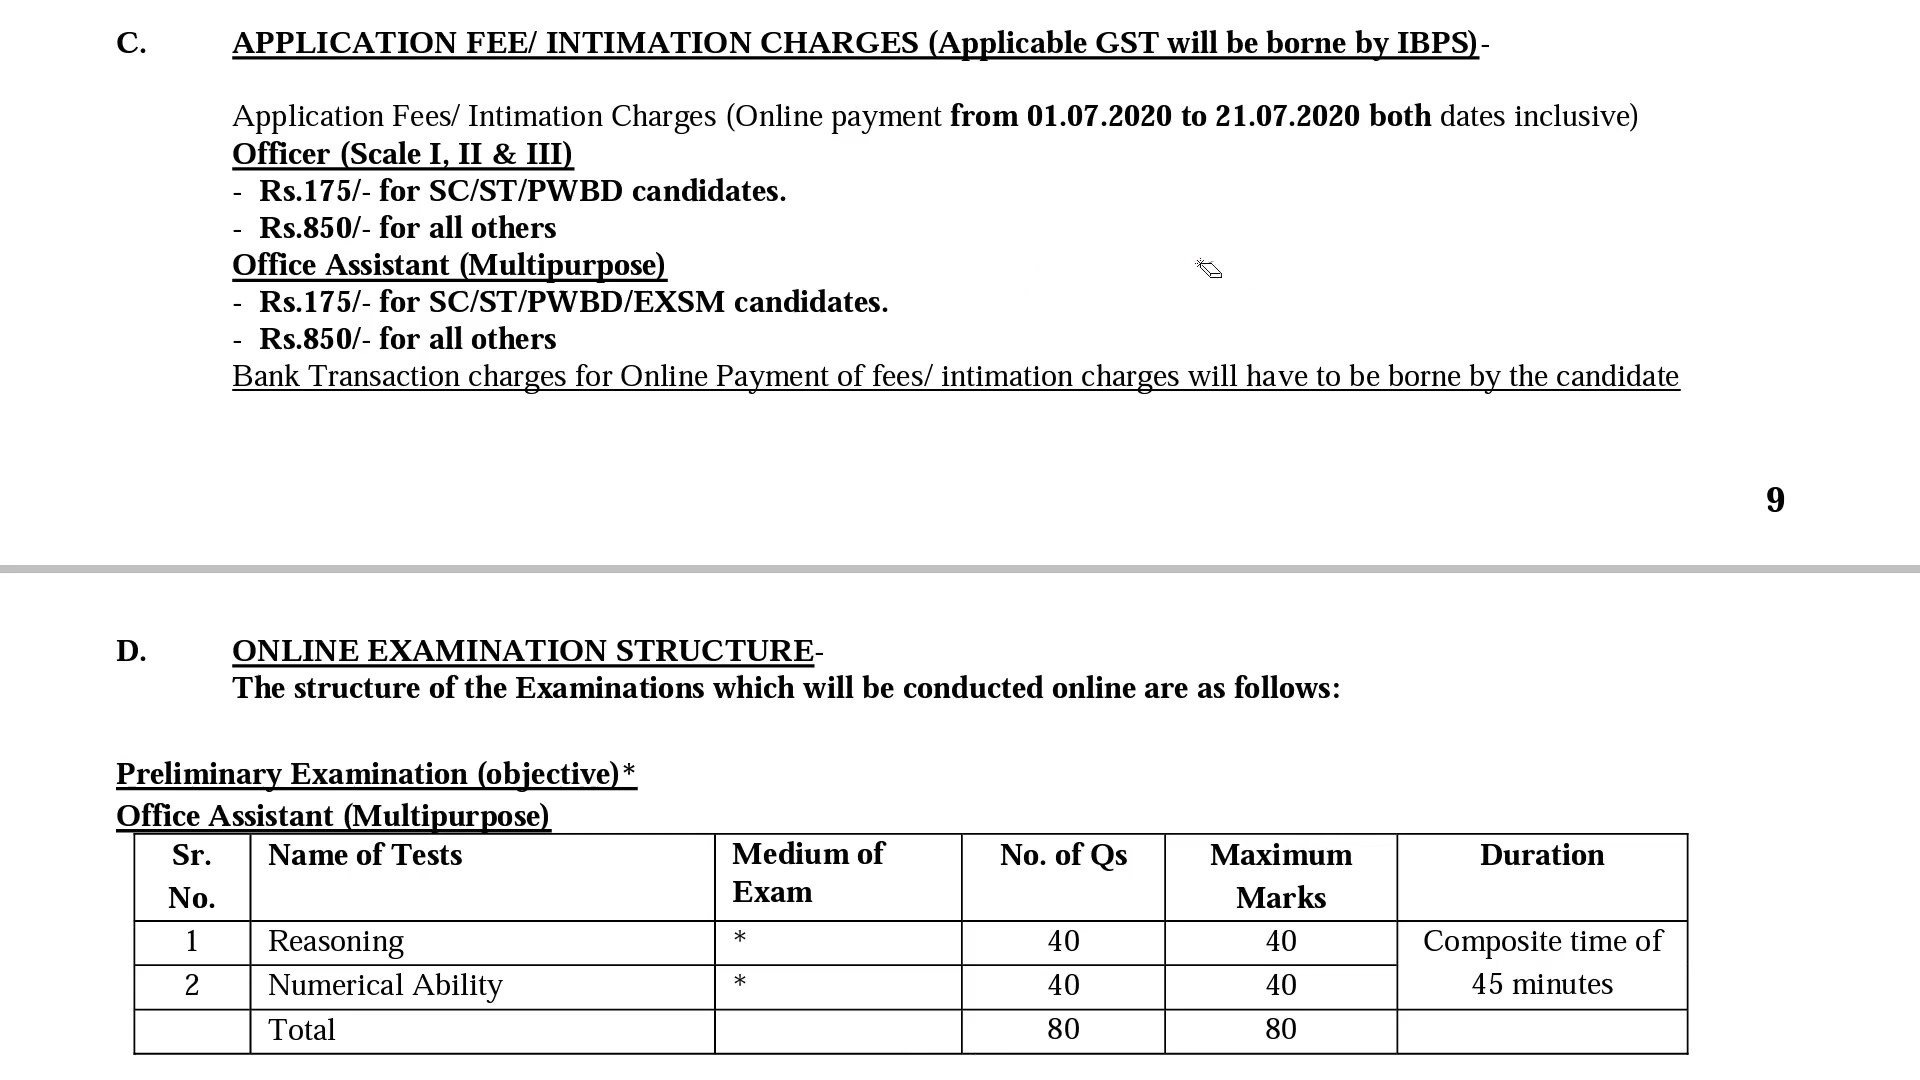 C. APPLICATION FEE/ INTIMATION CHARGES (Applicable GST will be borne by IBPS)-
Application Fees/ Intimation Charges (Online payment from 01.07.2020 to 21.07.2020 both dates inclusive)
Officer (Scale I, II & III)
- Rs.175/- for SC/ST/PWBD candidates.
- Rs.850/- for all others
Office Assistant (Multipurpose)
- Rs.175/- for SC/ST/PWBD/EXSM candidates.
- Rs.850/- for all others
Bank Transaction charges for Online Payment of fees/ intimation charges will have to be borne by the candidate
9
D. ONLINE EXAMINATION STRUCTURE-
The structure of the Examinations which will be conducted online are as follows:
Preliminary Examination (objective)*
Office Assistant (Multipurpose)
Sr. No. Name of Tests Medium of Exam No. of Qs Maximum Marks Duration
1 Reasoning * 40 40 Composite time of 45 minutes
2 Numerical Ability * 40 40
Total 80 80